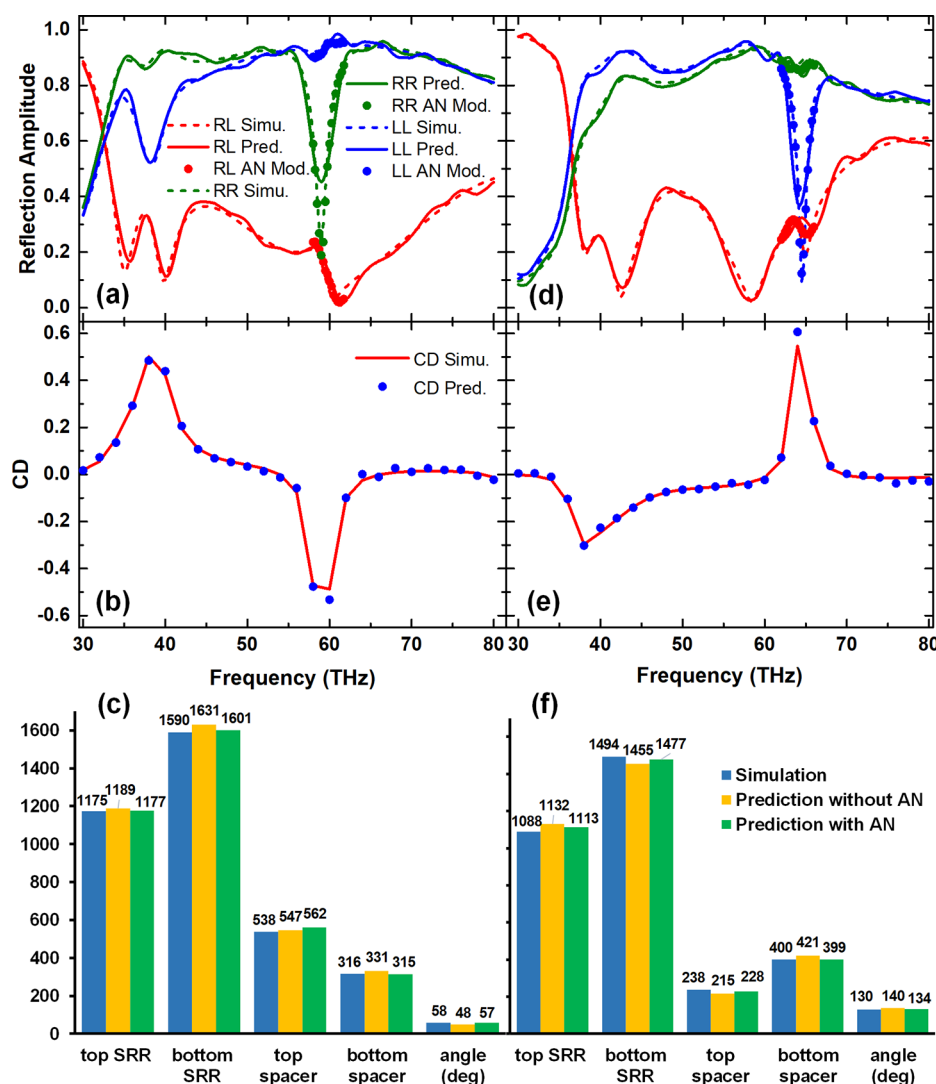 1.0
0.8
0.6
0.4
0.2
0.0
Reflection Amplitude
RL Simu.
RL Pred.
RL AN Mod.
RR Simu.
RR Pred.
RR AN Mod.
LL Simu.
LL Pred.
LL AN Mod.
(a)
(d)
0.6
0.4
0.2
0.0
-0.2
-0.4
-0.6
CD
CD Simu.
CD Pred.
(b)
(e)
30 40 50 60 70 80
30 40 50 60 70 80
Frequency (THz)
Frequency (THz)
(c)
1600
1400
1200
1000
800
600
400
200
0
1175 1189 1177
1590 1631 1601
538 547 562
316 331 315
58 48 57
top SRR
bottom
SRR
top
spacer
bottom
spacer
angle
(deg)
(f)
Simulation
Prediction without AN
Prediction with AN
1088 1132 1113
1494 1455 1477
238 215 228
400 421 399
130 140 134
top SRR
bottom
SRR
top
spacer
bottom
spacer
angle
(deg)